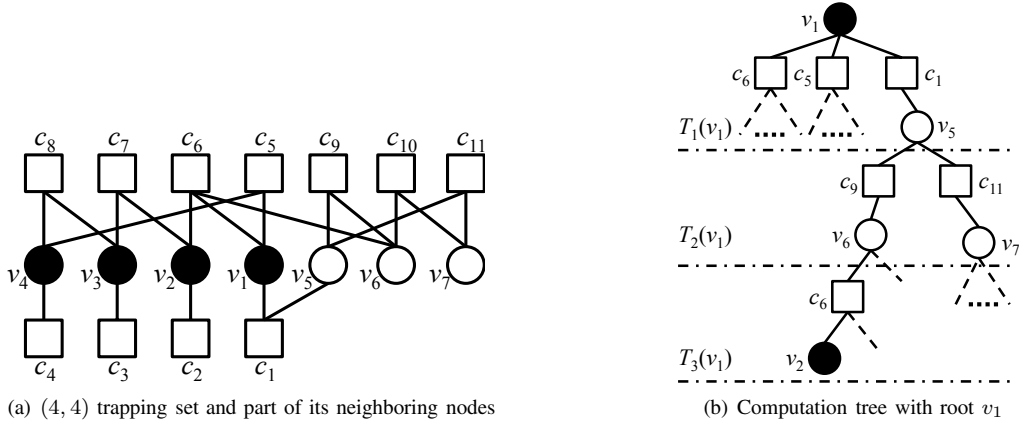 c8 c7 c6 c5 c9 c10 c11
v4 v3 v2 v1 v5 v6 v7
c4 c3 c2 c1
(a) (4, 4) trapping set and part of its neighboring nodes
v1
c6 c5 c1
T1(v1) v5
c9 c11
T2(v1) v6 v7
c6
T3(v1) v2
(b) Computation tree with root v1